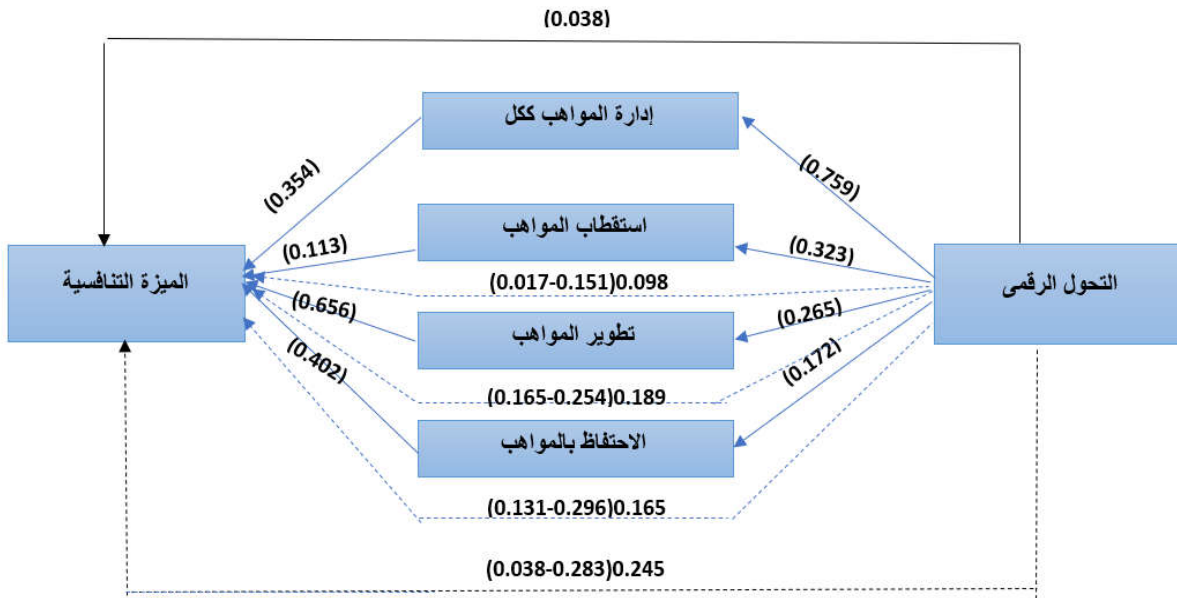 (0.038)
إدارة المواهب ككل
(0.759)
(0.354)
استقطاب المواهب
(0.323)
(0.113)
التحول الرقمى
الميزة التنافسية
(0.017-0.151)0.098
(0.265)
(0.656)
تطوير المواهب
(0.172)
(0.402)
(0.165-0.254)0.189
الاحتفاظ بالمواهب
(0.131-0.296)0.165
(0.038-0.283)0.245